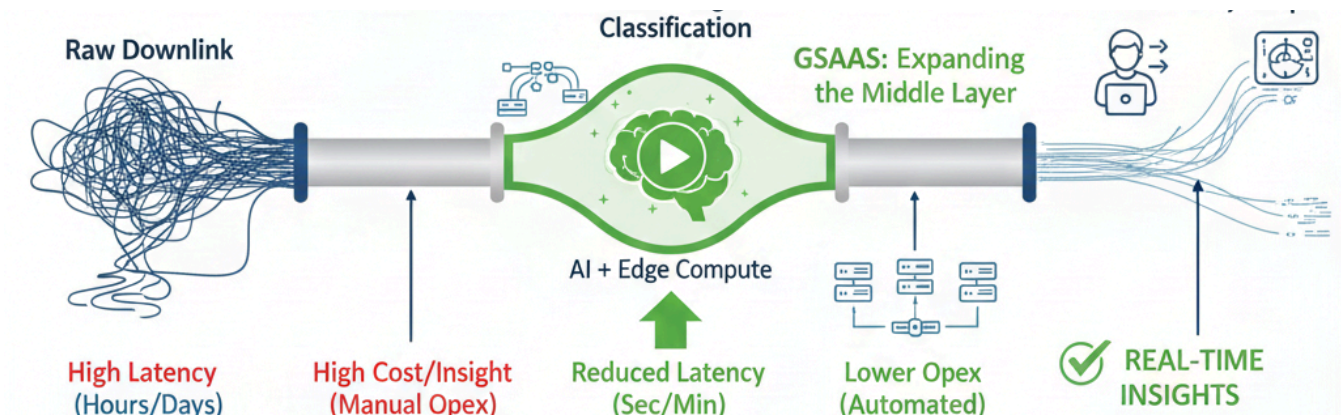 Classification
Raw Downlink
GSAAS: Expanding
the Middle Layer
AI + Edge Compute
High Latency
(Hours/Days)
High Cost/Insight
(Manual Opex)
Reduced Latency
(Sec/Min)
Lower Opex
(Automated)
REAL-TIME
INSIGHTS